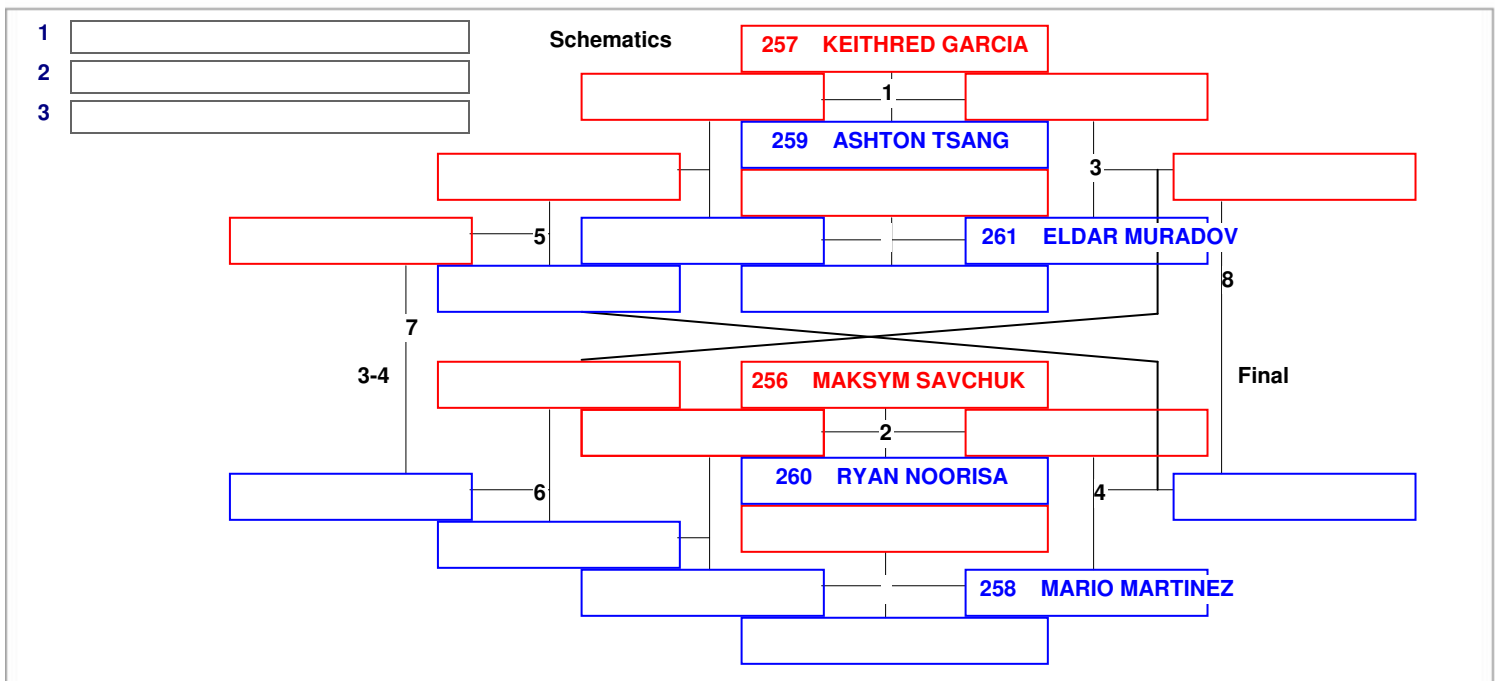 1
Schematics
257 KEITHRED GARCIA
2
1
3
259 ASHTON TSANG
3
5
261 ELDAR MURADOV
8
7
3-4
256 MAKSYM SAVCHUK
Final
2
260 RYAN NOORISA
6
4
258 MARIO MARTINEZ